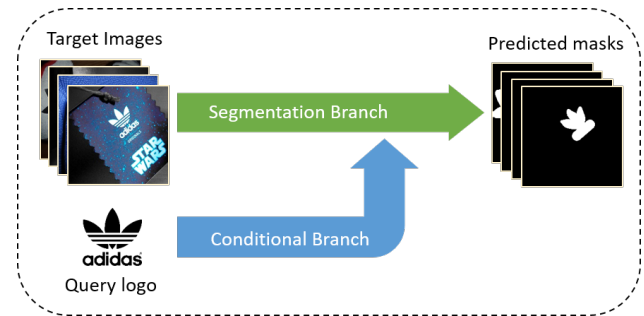 Target Images
Predicted masks
adidas
STAR
WARS
Segmentation Branch
Conditional Branch
adidas
Query logo